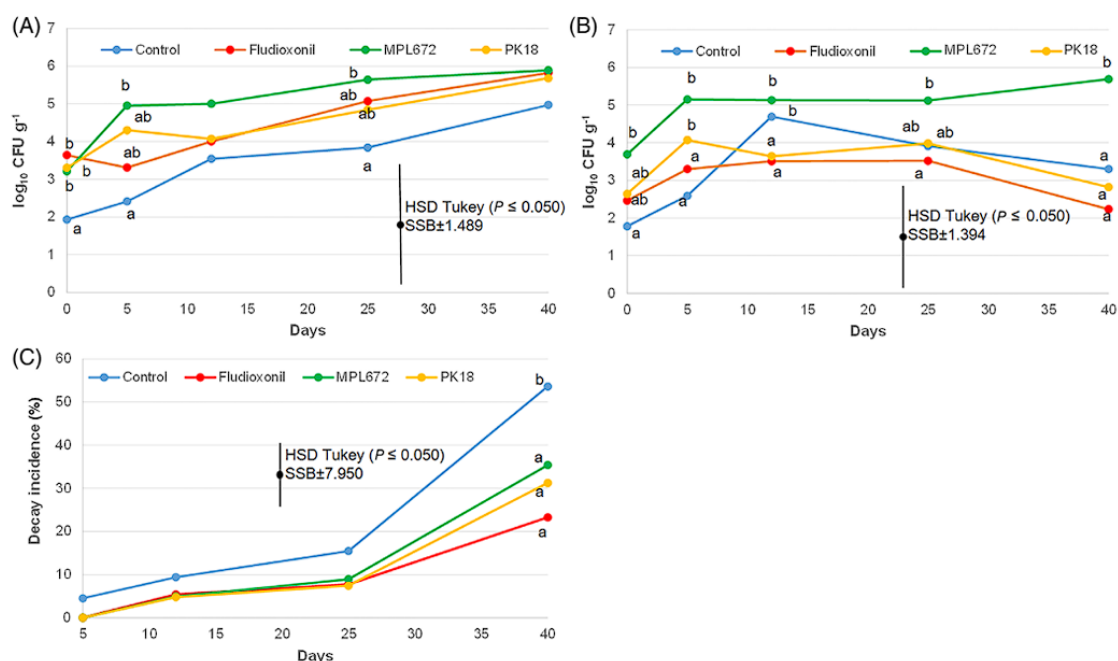 (A)
Control Fludioxonil MPL672 PK18
log₁₀ CFU g⁻¹
7
6
5
4
3
2
1
0
b
b
b
a
b
ab
ab
a
b
ab
ab
a
HSD Tukey (P ≤ 0.050)
SSB±1.489
0 5 10 15 20 25 30 35 40
Days
(B)
Control Fludioxonil MPL672 PK18
log₁₀ CFU g⁻¹
7
6
5
4
3
2
1
0
b
ab
ab
a
b
b
a
a
b
b
a
a
b
ab
ab
a
b
a
a
a
HSD Tukey (P ≤ 0.050)
SSB±1.394
0 5 10 15 20 25 30 35 40
Days
(C)
Control Fludioxonil MPL672 PK18
Decay incidence (%)
60
50
40
30
20
10
0
b
a
a
a
HSD Tukey (P ≤ 0.050)
SSB±7.950
5 10 15 20 25 30 35 40
Days